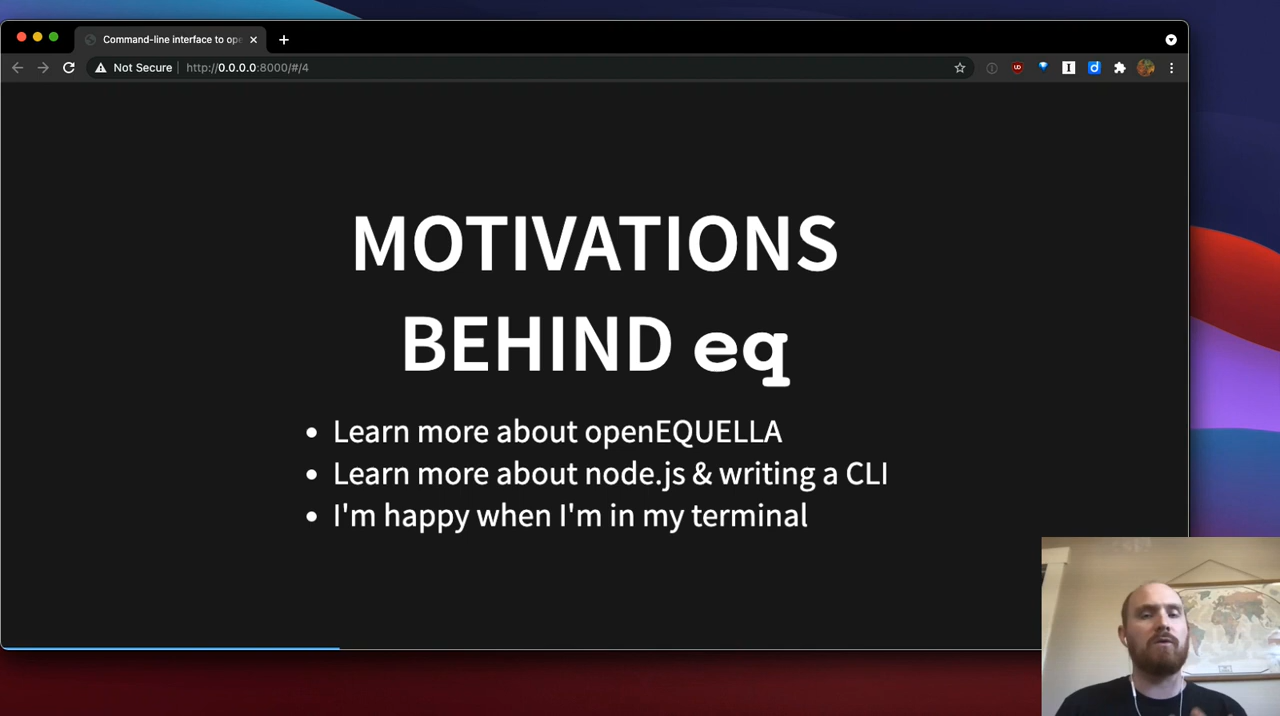 Command-line interface to ope
Not Secure http://0.0.0.0:8000/#/4
MOTIVATIONS
BEHIND eq
Learn more about openEQUELLA
Learn more about node.js & writing a CLI
I'm happy when I'm in my terminal